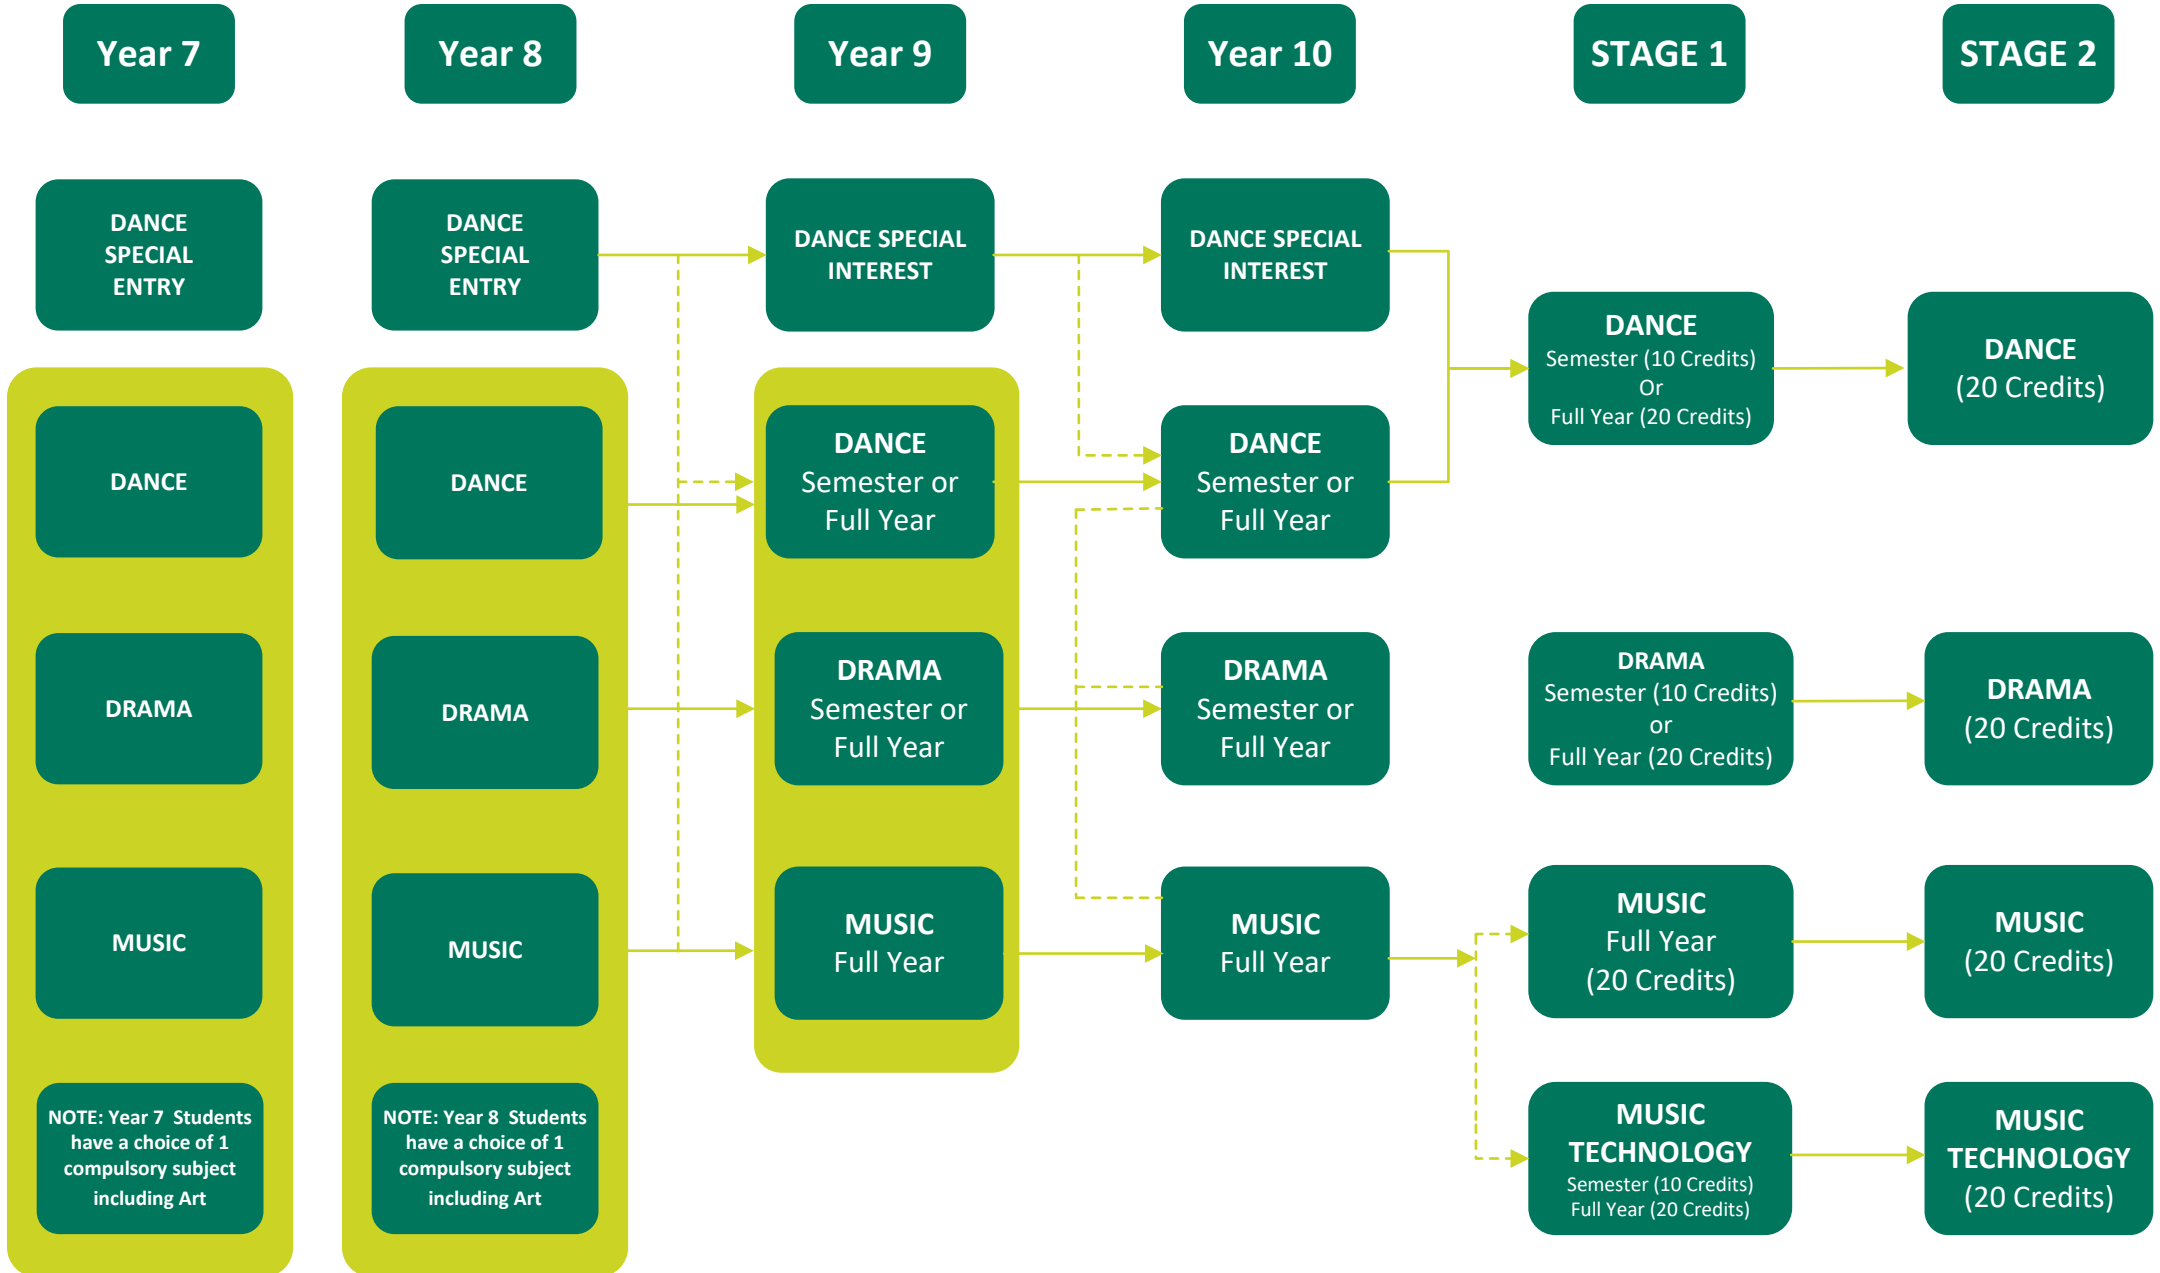 Year 7
Year 8
Year 9
Year 10
STAGE 1
STAGE 2
DANCE
SPECIAL
ENTRY
DANCE
SPECIAL
ENTRY
DANCE SPECIAL
INTEREST
DANCE SPECIAL
INTEREST
DANCE
Semester (10 Credits)
Or
Full Year (20 Credits)
DANCE
(20 Credits)
DANCE
DANCE
DANCE
Semester or
Full Year
DANCE
Semester or
Full Year
DRAMA
DRAMA
DRAMA
Semester or
Full Year
DRAMA
Semester or
Full Year
DRAMA
Semester (10 Credits)
or
Full Year (20 Credits)
DRAMA
(20 Credits)
MUSIC
MUSIC
MUSIC
Full Year
MUSIC
Full Year
MUSIC
Full Year
(20 Credits)
MUSIC
(20 Credits)
NOTE: Year 7 Students
have a choice of 1
compulsory subject
including Art
NOTE: Year 8 Students
have a choice of 1
compulsory subject
including Art
MUSIC
TECHNOLOGY
Semester (10 Credits)
Full Year (20 Credits)
MUSIC
TECHNOLOGY
(20 Credits)